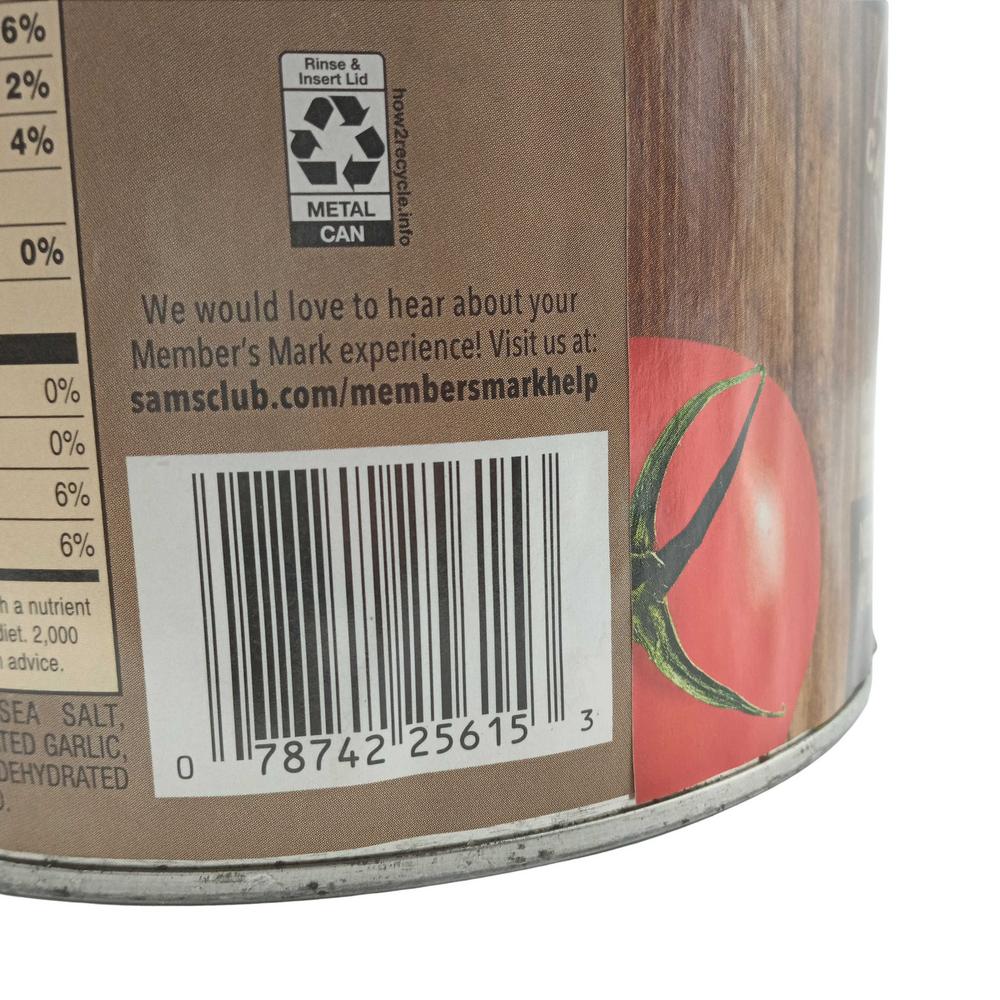 6%
2%
4%
0%
0%
0%
6%
6%
a nutrient
diet. 2,000
advice.
SEA SALT,
GARLIC,
DEHYDRATED
Rinse &
Insert Lid
METAL
CAN
how2recycle.info
We would love to hear about your
Member's Mark experience! Visit us at:
samsclub.com/membersmarkhelp
0 78742 25615 3